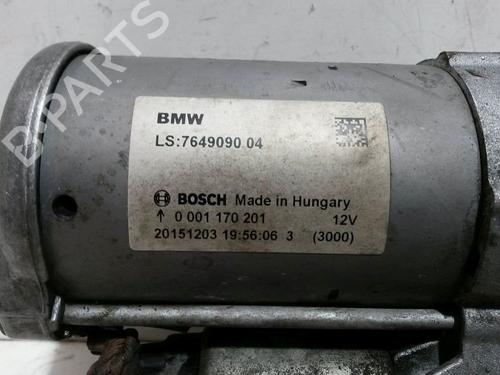 B-PARTS
BMW
LS:7649090 04
BOSCH Made in Hungary
0 001 170 201 12V
20151203 19:56:06 3 (3000)